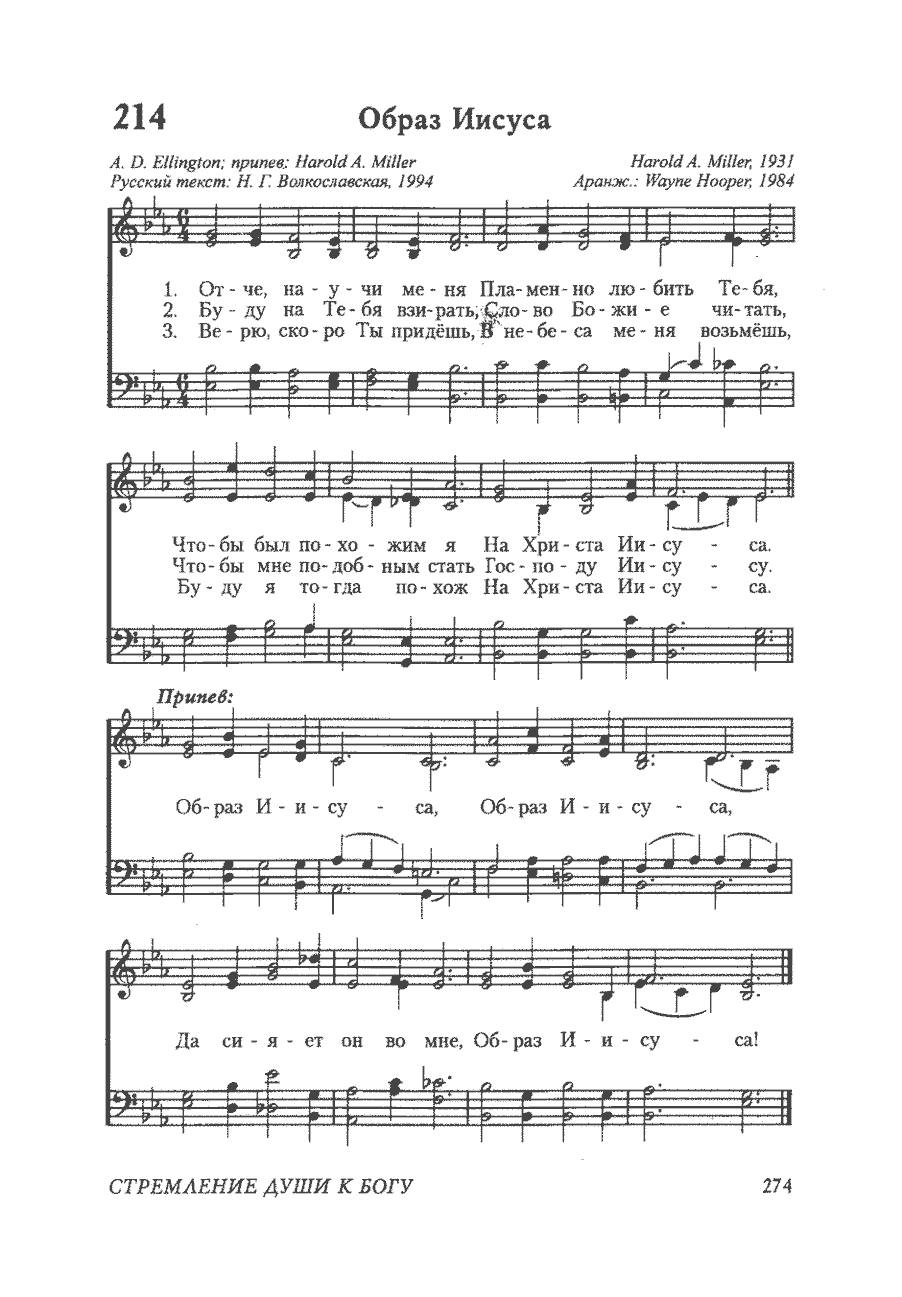 214 Образ Иисуса
A. D. Ellington; припев: Harold A. Miller Harold A. Miller, 1931
Русский текст: Н. Г. Волкославская, 1994 Аранж.: Wayne Hooper, 1984
1. От - че, на - у - чи ме - ня Пла- мен- но лю - бить Те- бя,
2. Бу - ду на Те - бя взи- рать, Сло- во Бо - жи - е чи- тать,
3. Ве - рю, ско - ро Ты придёшь, В не- бе - са ме - ня возьмёшь,
Что- бы был по - хо - жим я На Хри - ста Ии - су - са.
Что- бы мне по- доб - ным стать Гос - по - ду Ии - су - су.
Бу - ду я то - гда по - хож На Хри - ста Ии - су - са.
Припев:
Об- раз И - и - су - са, Об- раз И - и - су - са,
Да си - я - ет он во мне, Об- раз И - и - су - са!
СТРЕМЛЕНИЕ ДУШИ К БОГУ 274